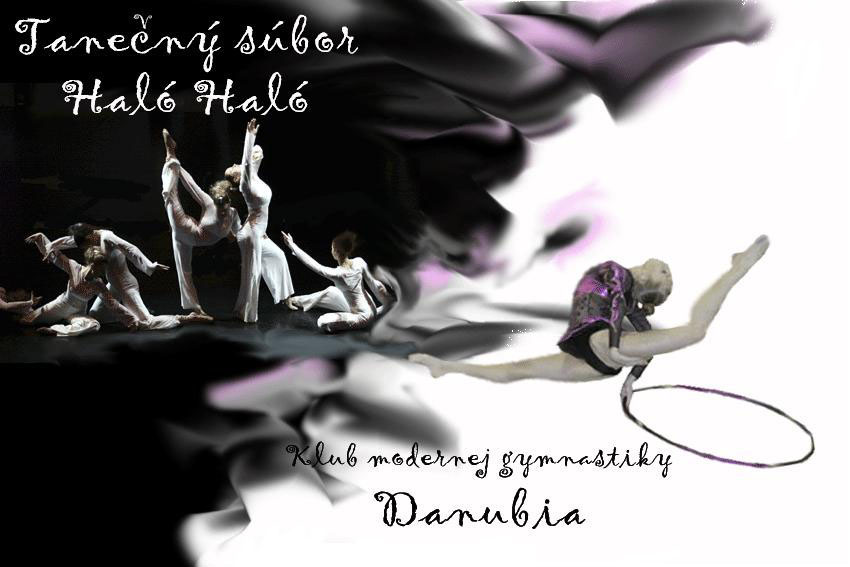 Tanečný súbor
Haló Haló
Klub modernej gymnastiky
Danubia